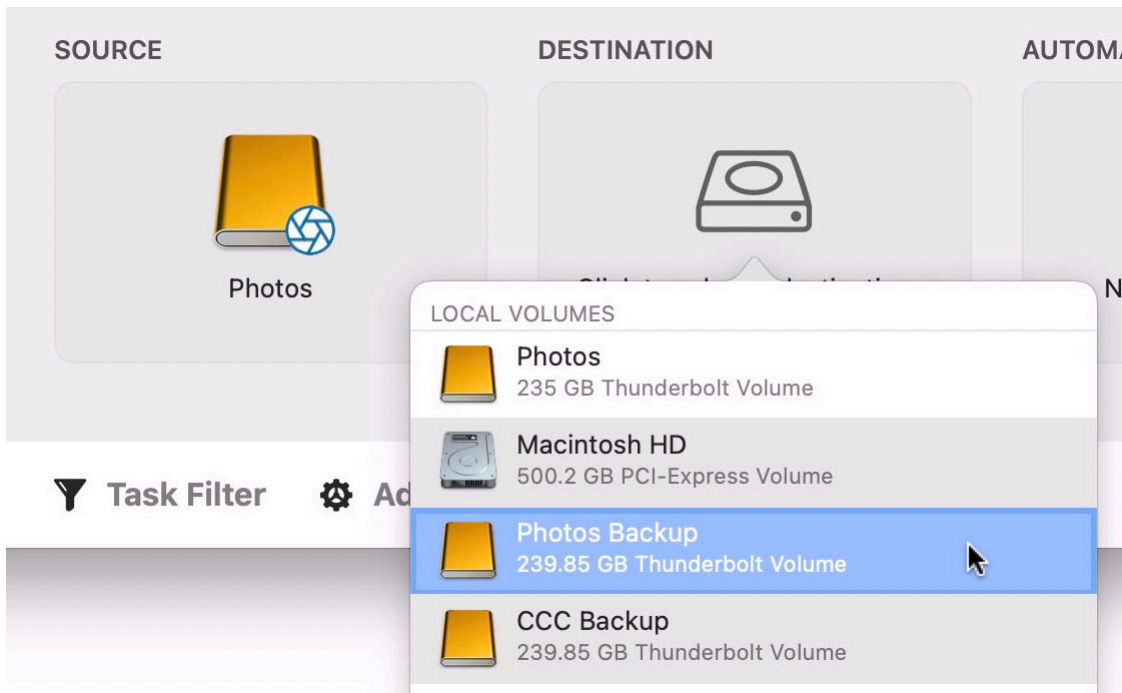 SOURCE
DESTINATION
AUTOM
Photos
N
LOCAL VOLUMES
Photos
235 GB Thunderbolt Volume
Macintosh HD
500.2 GB PCI-Express Volume
Task Filter
Ad
Photos Backup
239.85 GB Thunderbolt Volume
CCC Backup
239.85 GB Thunderbolt Volume